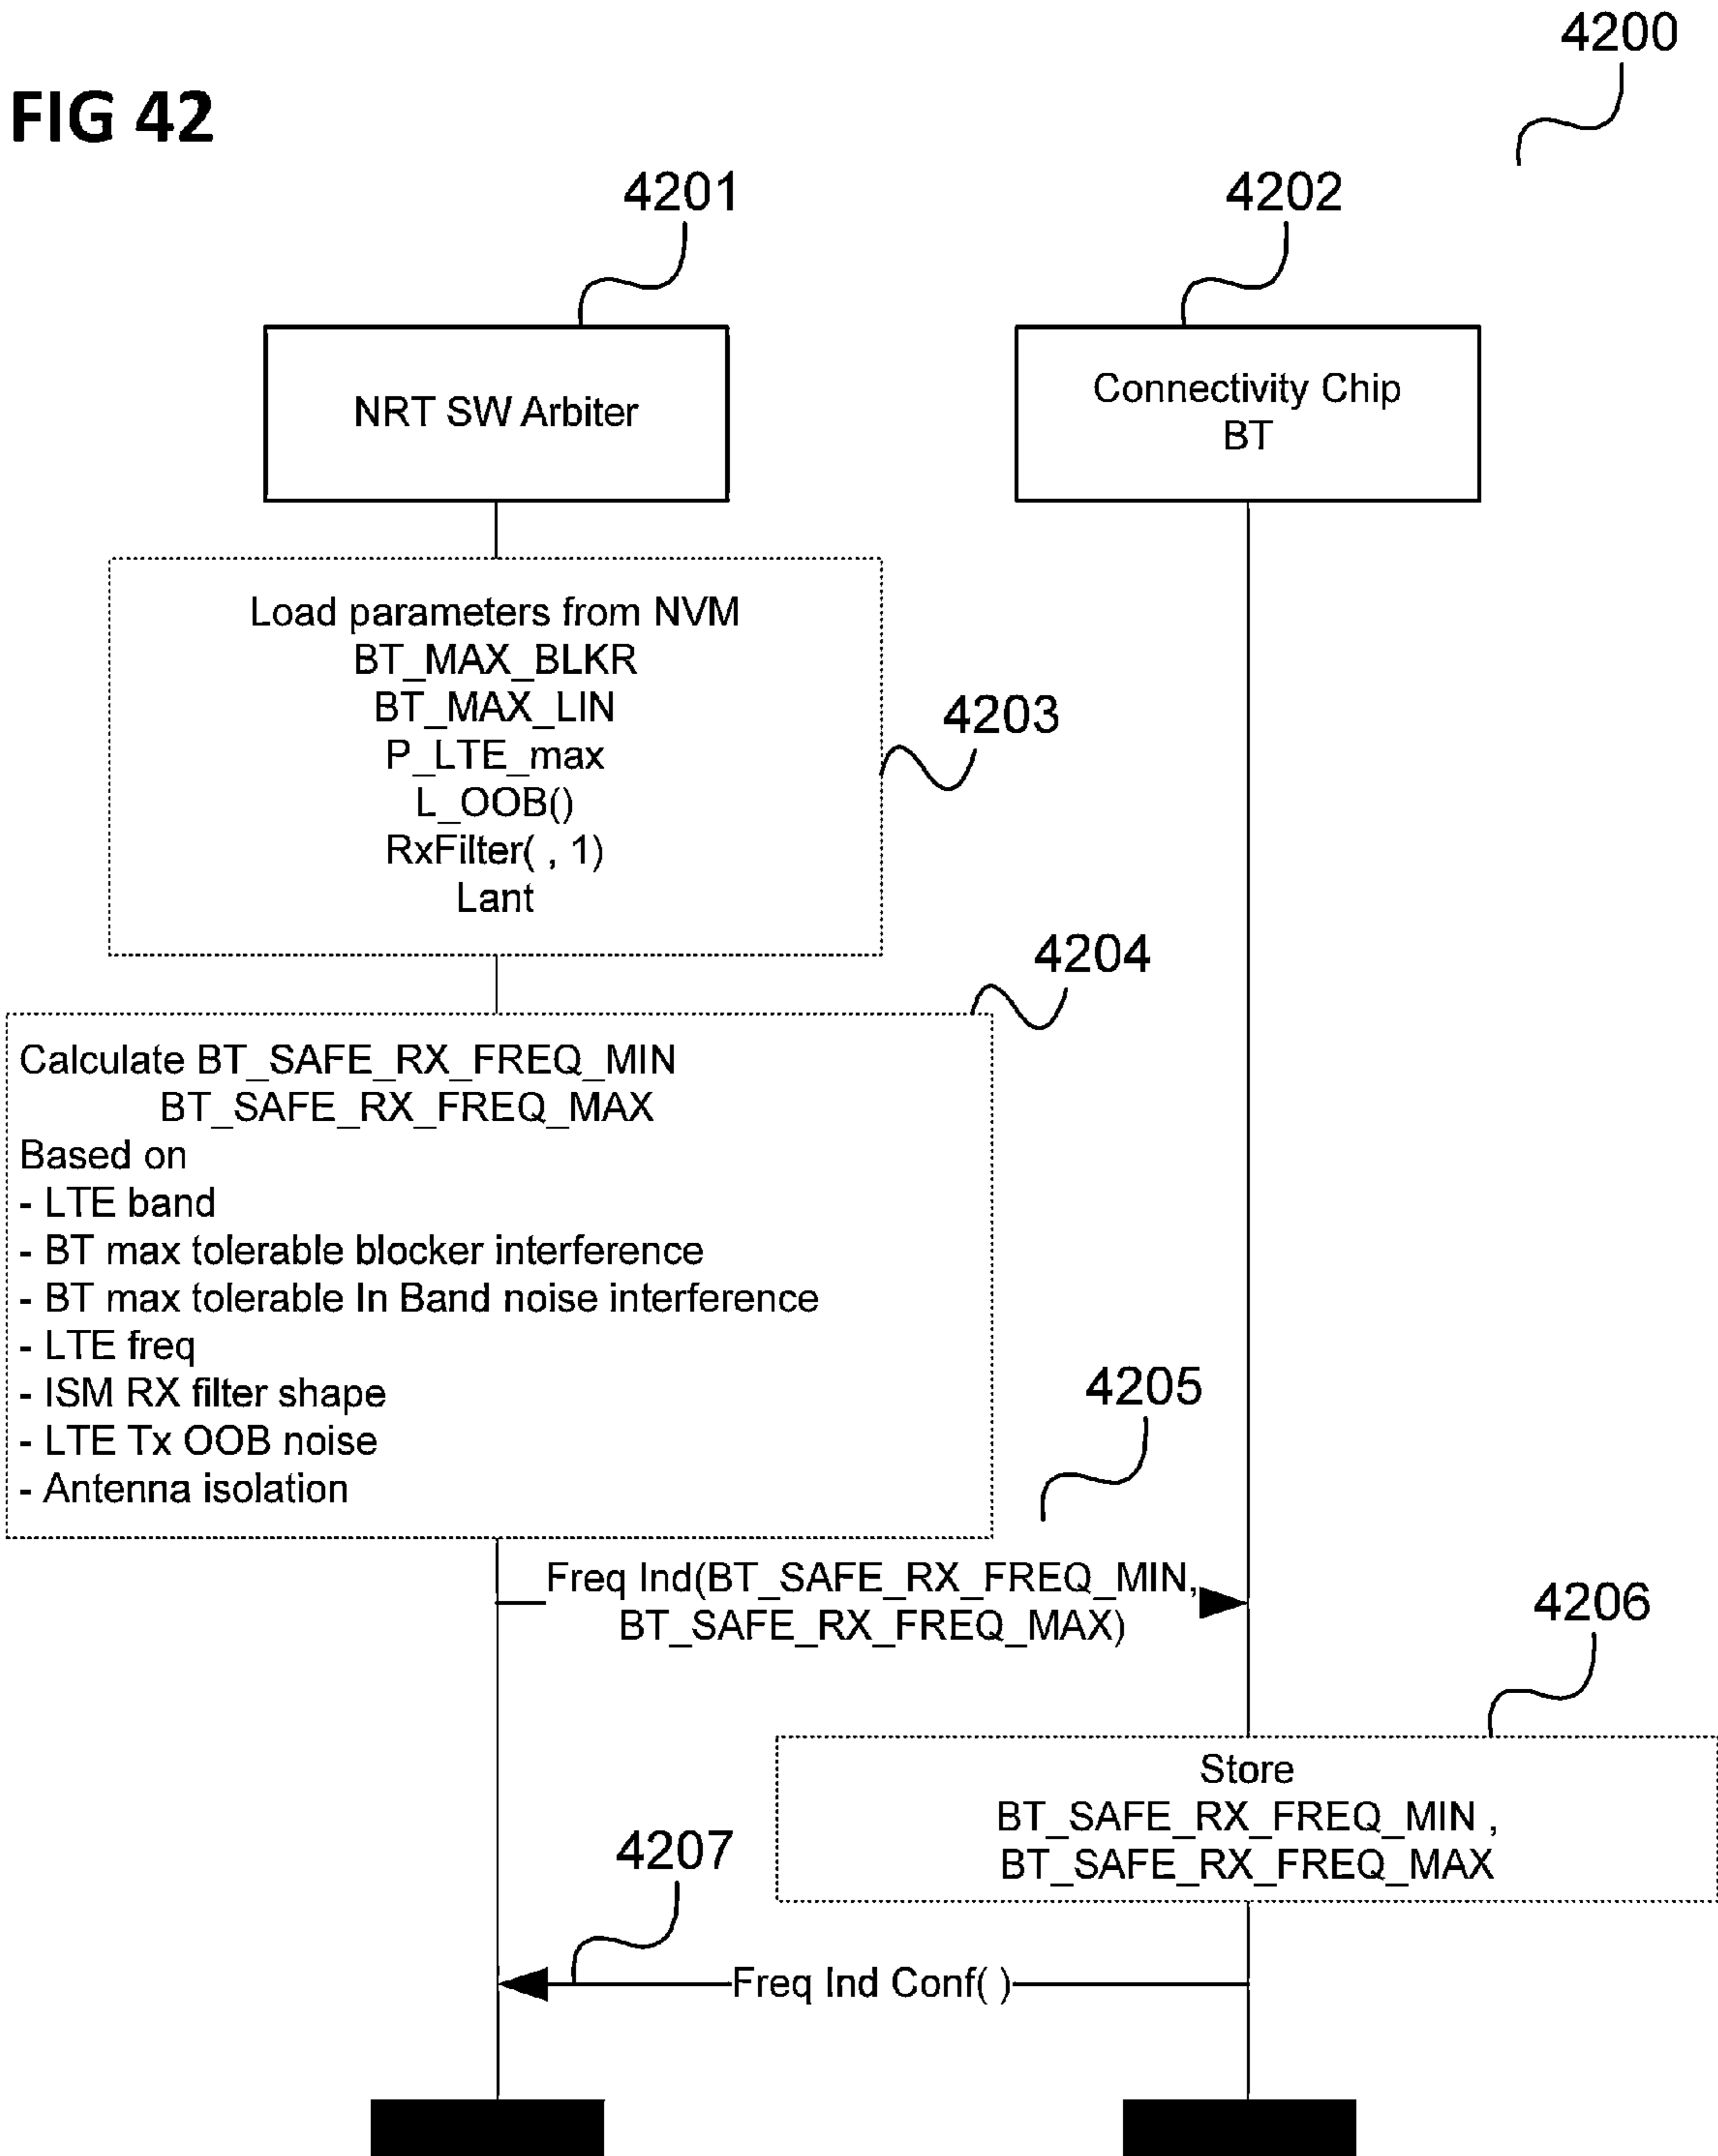 4200
FIG 42
4201
4202
NRT SW Arbiter
Connectivity Chip
BT
Load parameters from NVM
BT_MAX_BLKR
BT_MAX_LIN
P_LTE_max
L_OOB()
RxFilter( , 1)
Lant
4203
4204
Calculate BT_SAFE_RX_FREQ_MIN
BT_SAFE_RX_FREQ_MAX
Based on
- LTE band
- BT max tolerable blocker interference
- BT max tolerable In Band noise interference
- LTE freq
- ISM RX filter shape
- LTE Tx OOB noise
- Antenna isolation
4205
Freq Ind(BT_SAFE_RX_FREQ_MIN,
BT_SAFE_RX_FREQ_MAX)
4206
Store
BT_SAFE_RX_FREQ_MIN ,
BT_SAFE_RX_FREQ_MAX
4207
Freq Ind Conf( )